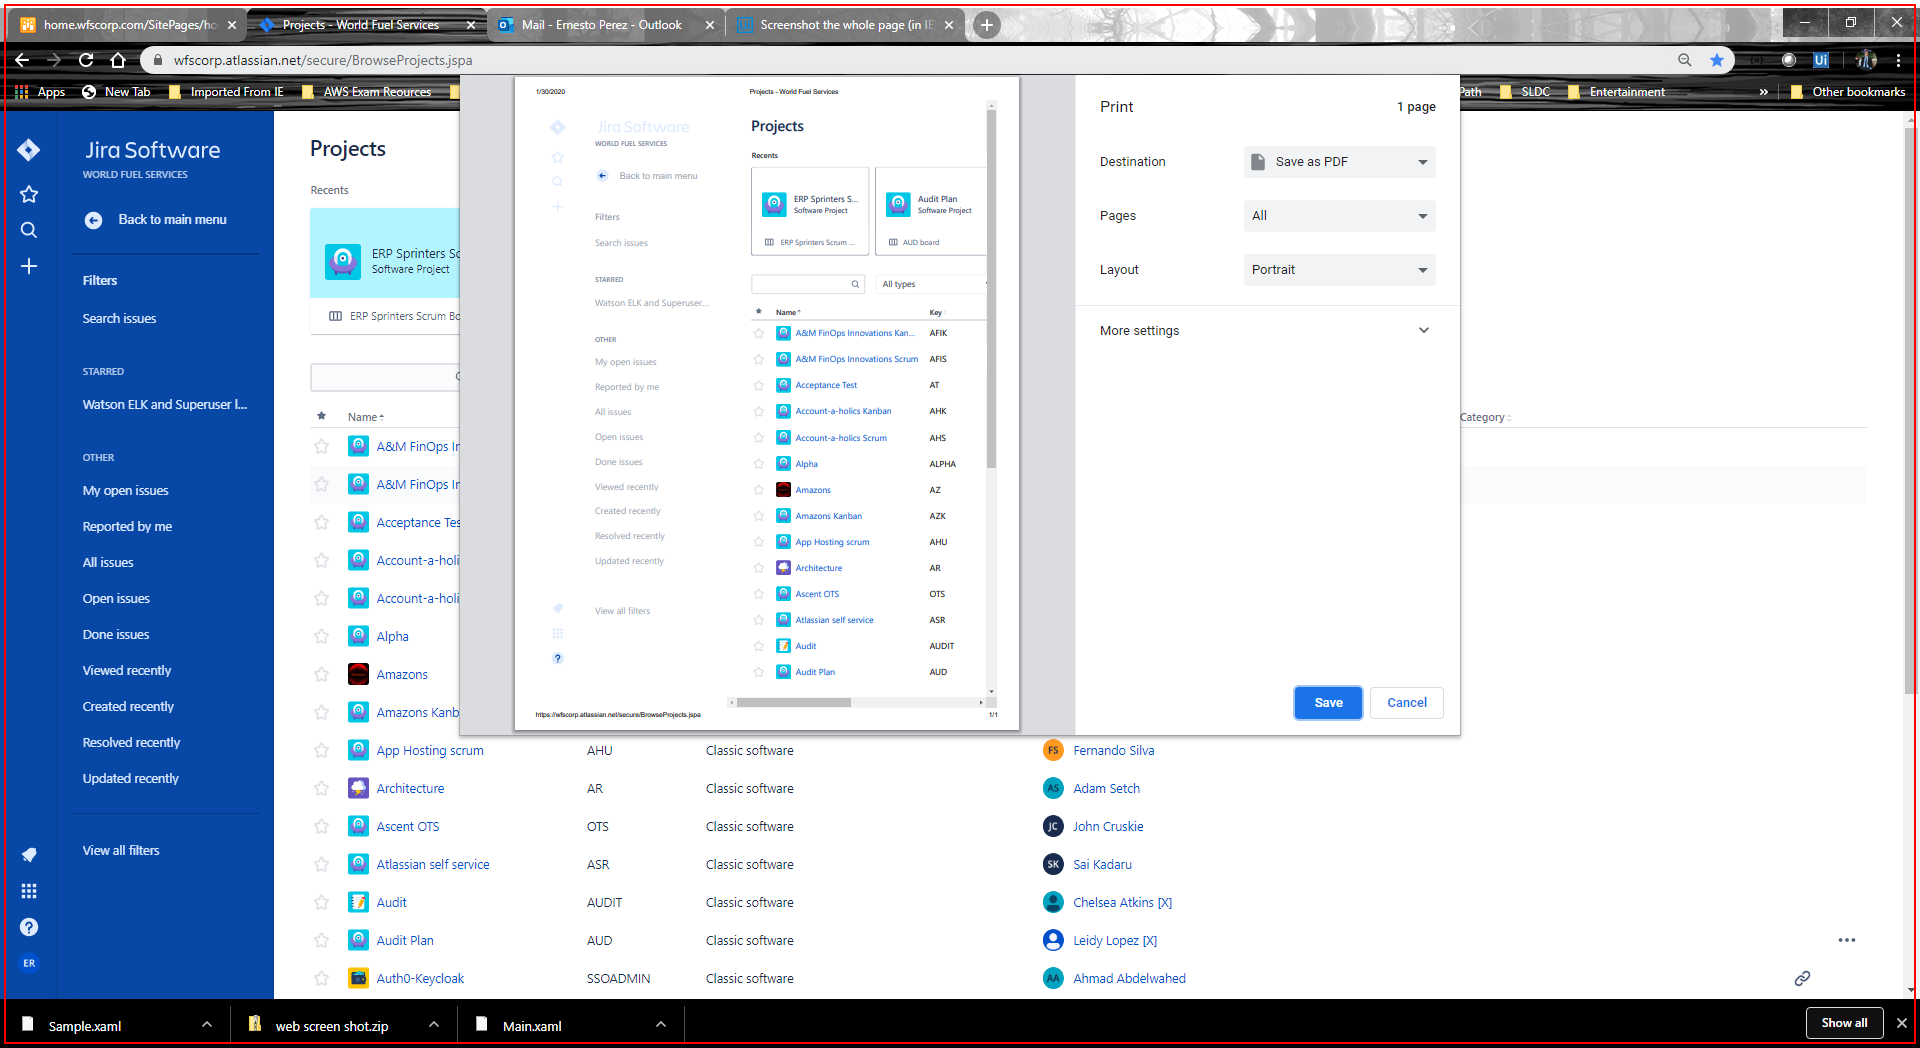 home.wfscorp.com/SitePages/ho
Projects - World Fuel Services
Mail - Ernesto Perez - Outlook
Screenshot the whole page (in IE
wfscorp.atlassian.net/secure/BrowseProjects.jspa
Ui
Apps
New Tab
Imported From IE
AWS Exam Reources
Path
SLDC
Entertainment
»
Other bookmarks
Jira Software
WORLD FUEL SERVICES
Back to main menu
Filters
Search issues
STARRED
Watson ELK and Superuser I...
OTHER
My open issues
Reported by me
All issues
Open issues
Done issues
Viewed recently
Created recently
Resolved recently
Updated recently
View all filters
ER
Projects
Recents
ERP Sprinters Sc
Software Project
ERP Sprinters Scrum Bo
Name
Category
A&M FinOps In
A&M FinOps In
Acceptance Tes
Account-a-holi
Account-a-holi
Alpha
Amazons
Amazons Kanb
App Hosting scrum AHU Classic software FS Fernando Silva
Architecture AR Classic software AS Adam Setch
Ascent OTS OTS Classic software JC John Cruskie
Atlassian self service ASR Classic software SK Sai Kadaru
Audit AUDIT Classic software Chelsea Atkins [X]
Audit Plan AUD Classic software Leidy Lopez [X]
Auth0-Keycloak SSOADMIN Classic software AA Ahmad Abdelwahed
1/30/2020
Projects - World Fuel Services
Jira Software
WORLD FUEL SERVICES
Back to main menu
Filters
Search issues
STARRED
Watson ELK and Superuser...
OTHER
My open issues
Reported by me
All issues
Open issues
Done issues
Viewed recently
Created recently
Resolved recently
Updated recently
View all filters
Projects
Recents
ERP Sprinters S...
Software Project
ERP Sprinters Scrum ...
Audit Plan
Software Project
AUD board
All types
Name Key
A&M FinOps Innovations Kan... AFIK
A&M FinOps Innovations Scrum AFIS
Acceptance Test AT
Account-a-holics Kanban AHK
Account-a-holics Scrum AHS
Alpha ALPHA
Amazons AZ
Amazons Kanban AZK
App Hosting scrum AHU
Architecture AR
Ascent OTS OTS
Atlassian self service ASR
Audit AUDIT
Audit Plan AUD
https://wfscorp.atlassian.net/secure/BrowseProjects.jspa
1/1
Print 1 page
Destination Save as PDF
Pages All
Layout Portrait
More settings
Save Cancel
Sample.xaml
web screen shot.zip
Main.xaml
Show all